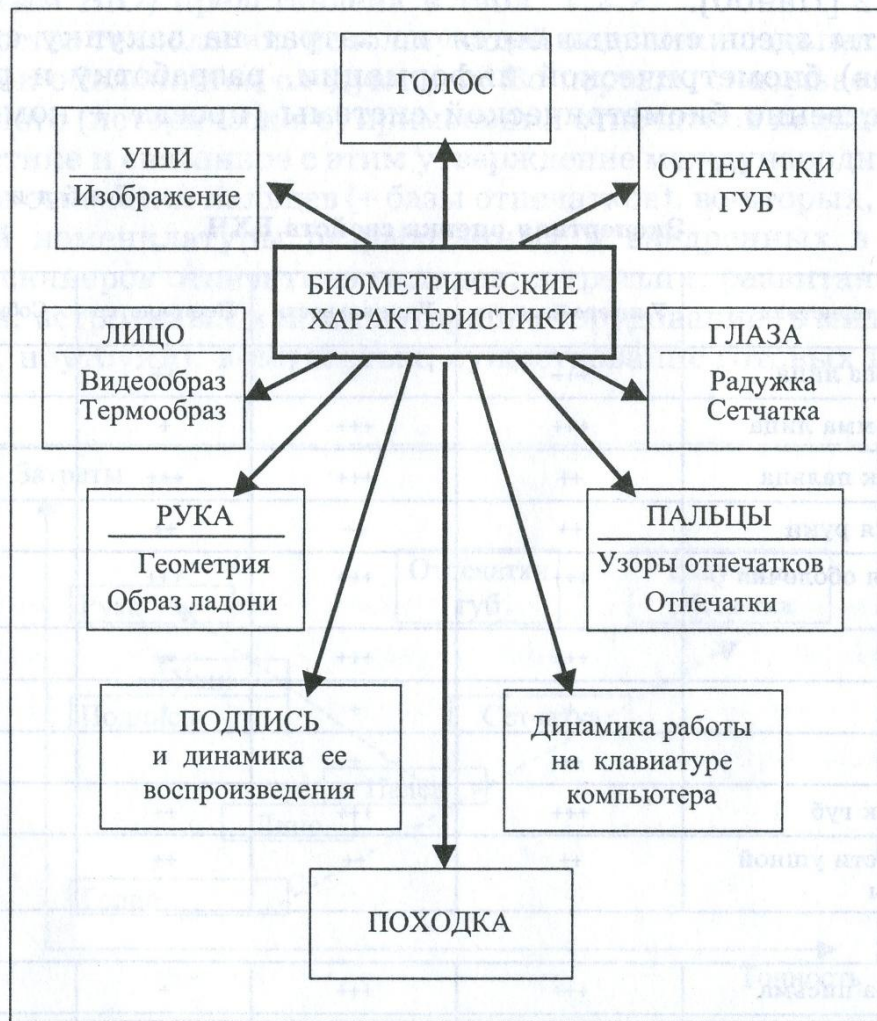 ГОЛОС
УШИ
Изображение
ОТПЕЧАТКИ
ГУБ
БИОМЕТРИЧЕСКИЕ
ХАРАКТЕРИСТИКИ
ЛИЦО
Видеообраз
Термообраз
ГЛАЗА
Радужка
Сетчатка
РУКА
Геометрия
Образ ладони
ПАЛЬЦЫ
Узоры отпечатков
Отпечатки
ПОДПИСЬ
и динамика ее
воспроизведения
Динамика работы
на клавиатуре
компьютера
ПОХОДКА